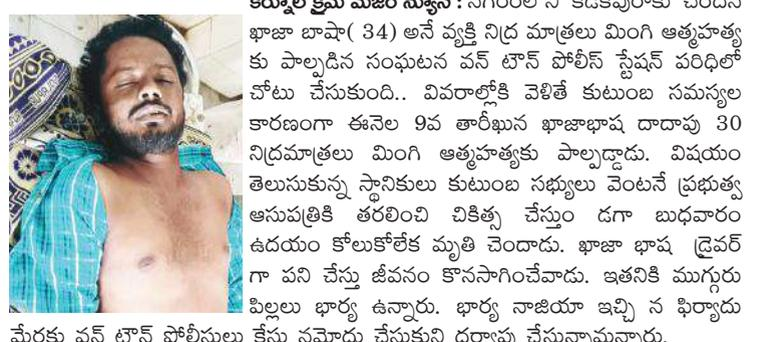 కర్నూల్ క్రైమ్ మేజర్ న్యూస్ : నగరంలో ని కడకపురాకు చెందిన
ఖాజా బాషా( 34) అనే వ్యక్తి నిద్ర మాత్రలు మింగి ఆత్మహత్య
కు పాల్పడిన సంఘటన వన్ టౌన్ పోలీస్ స్టేషన్ పరిధిలో
చోటు చేసుకుంది.. వివరాల్లోకి వెళితే కుటుంబ సమస్యల
కారణంగా ఈనెల 9వ తారీఖున ఖాజాభాష దాదాపు 30
నిద్రమాత్రలు మింగి ఆత్మహత్యకు పాల్పడ్డాడు. విషయం
తెలుసుకున్న స్థానికులు కుటుంబ సభ్యులు వెంటనే ప్రభుత్వ
ఆసుపత్రికి తరలించి చికిత్స చేస్తుం డగా బుధవారం
ఉదయం కోలుకోలేక మృతి చెందాడు. ఖాజా భాష డ్రైవర్
గా పని చేస్తు జీవనం కొనసాగించేవాడు. ఇతనికి ముగ్గురు
పిల్లలు భార్య ఉన్నారు. భార్య నాజియా ఇచ్చి న ఫిర్యాదు
మేరకు వన్ టౌన్ పోలీసులు కేసు నమోదు చేసుకుని దర్యాప్తు చేస్తున్నామన్నారు.